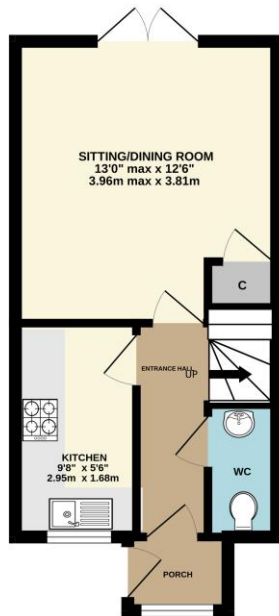 SITTING/DINING ROOM
13'0" max x 12'6"
3.96m max x 3.81m
C
ENTRANCE HALL
UP
KITCHEN
9'8" x 5'6"
2.95m x 1.68m
WC
PORCH